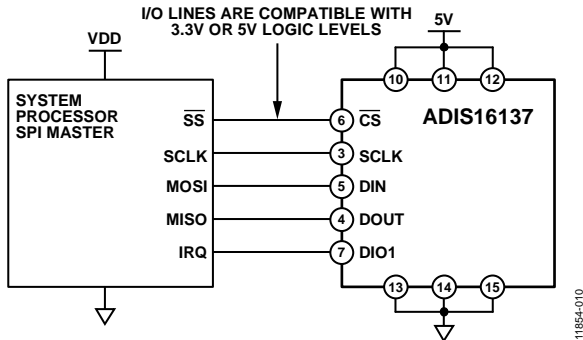 I/O LINES ARE COMPATIBLE WITH
3.3V OR 5V LOGIC LEVELS
VDD
5V
10 11 12
SYSTEM
PROCESSOR
SPI MASTER
ADIS16137
SS 6 CS
SCLK 3 SCLK
MOSI 5 DIN
MISO 4 DOUT
IRQ 7 DIO1
13 14 15
11854-010